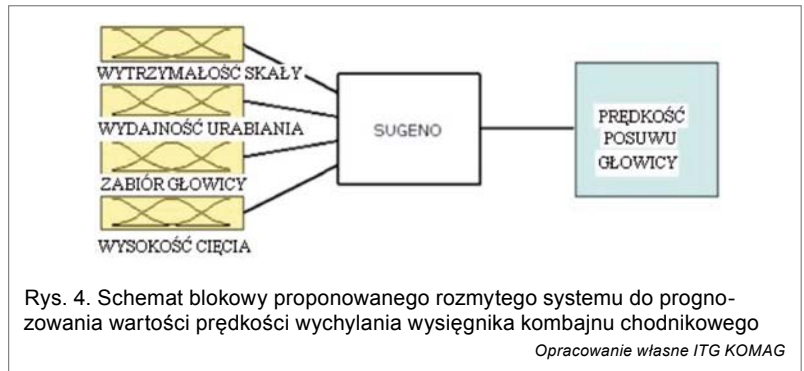 WYTRZYMAŁOŚĆ SKAŁY
WYDAJNOŚĆ URABIANIA
ZABIÓR GŁOWICY
WYSOKOŚĆ CIĘCIA
SUGENO
PRĘDKOŚĆ
POSUWU
GŁOWICY
Rys. 4. Schemat blokowy proponowanego rozmytego systemu do progno-
zowania wartości prędkości wychylania wysięgnika kombajnu chodnikowego
Opracowanie własne ITG KOMAG